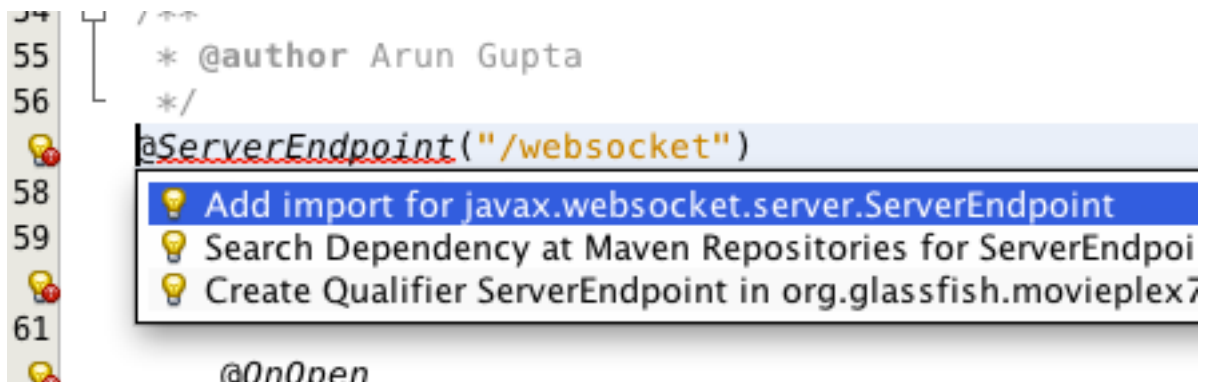 54 /**
55 * @author Arun Gupta
56 */
@ServerEndpoint("/websocket")
58 Add import for javax.websocket.server.ServerEndpoint
59 Search Dependency at Maven Repositories for ServerEndpoi
Create Qualifier ServerEndpoint in org.glassfish.movieplex7
61
@OnOpen